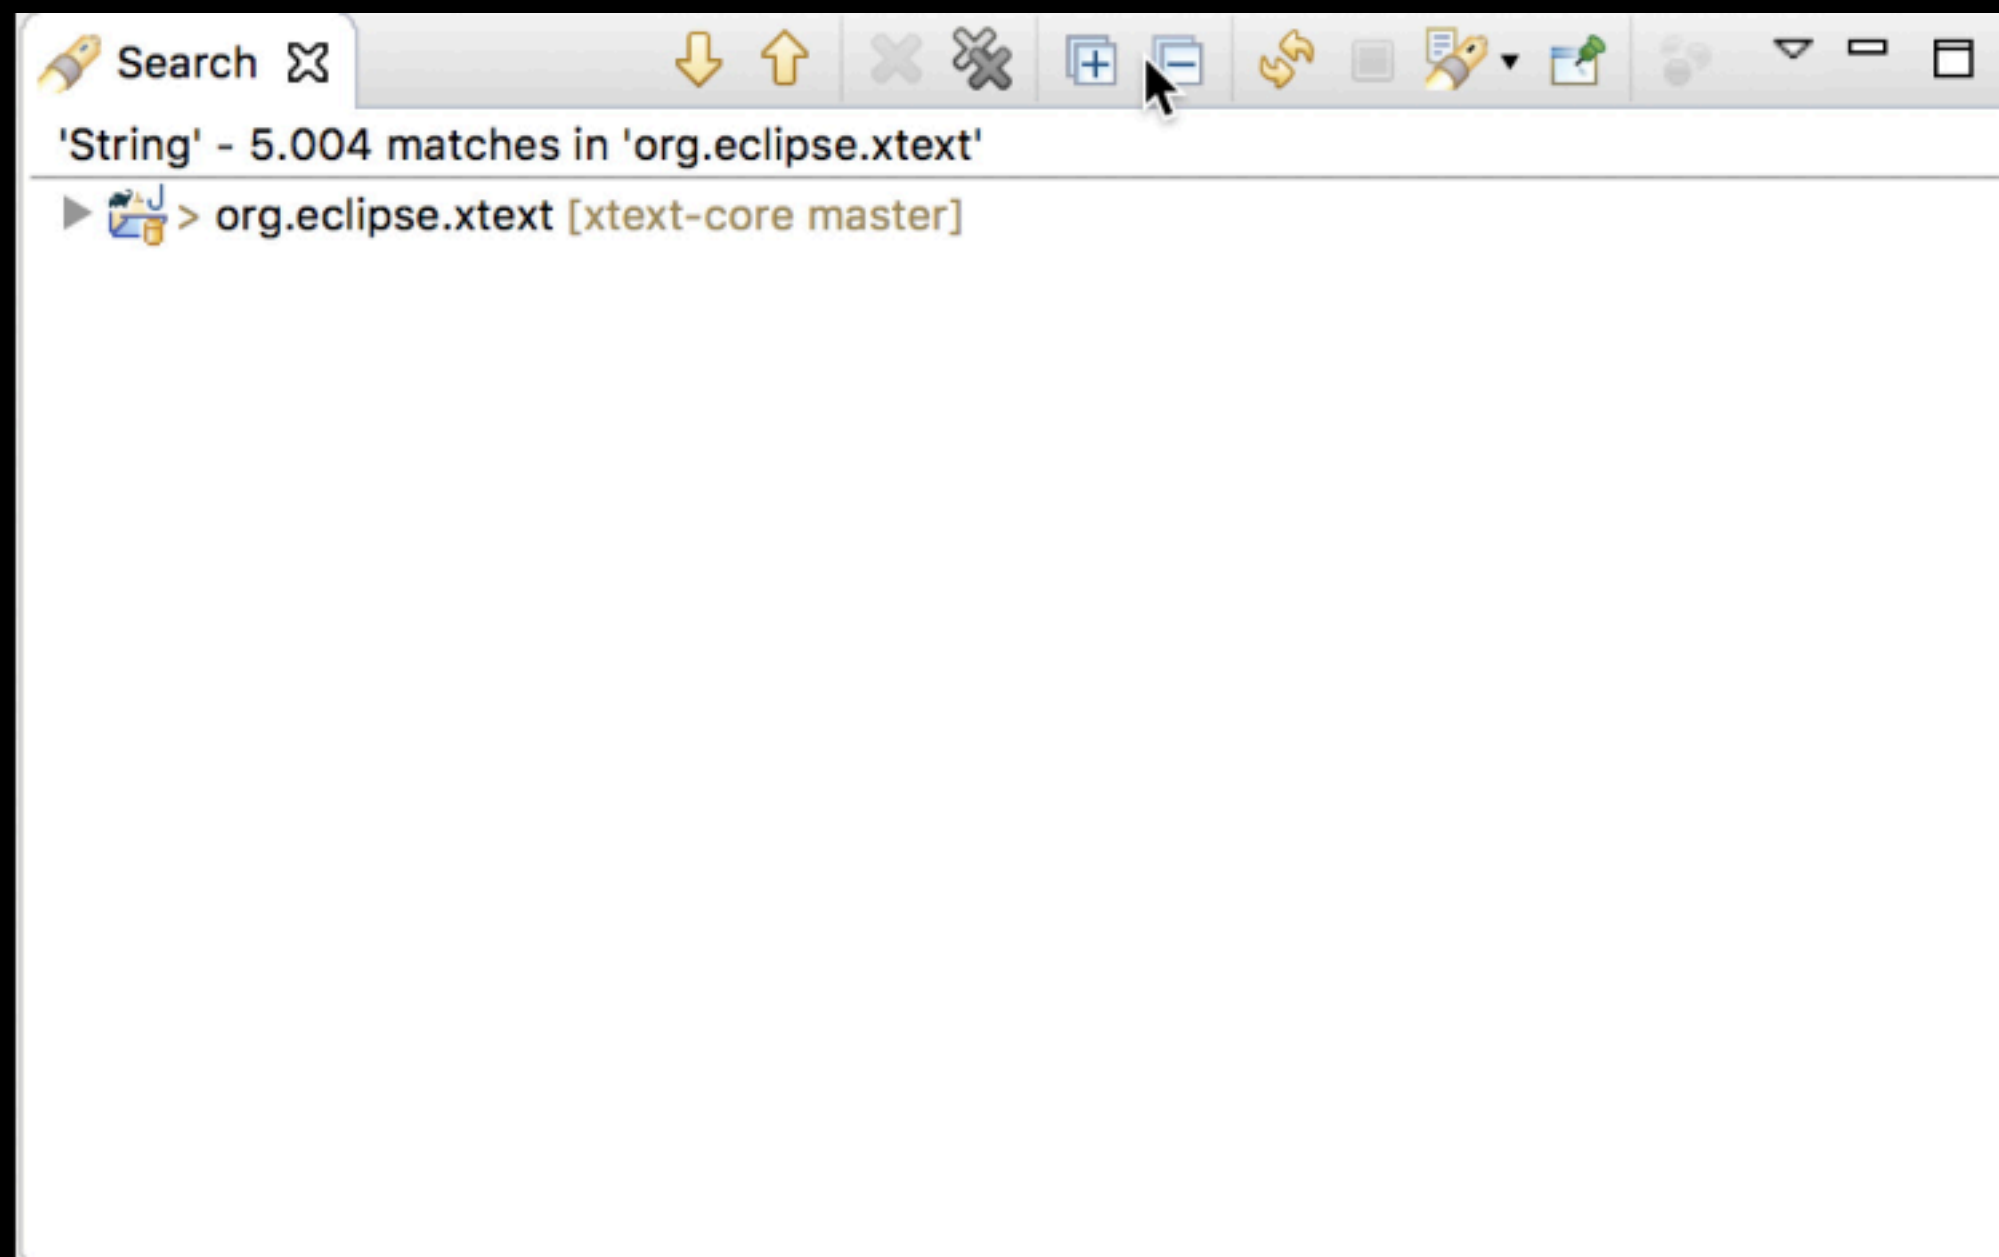 Search
'String' - 5.004 matches in 'org.eclipse.xtext'
> org.eclipse.xtext [xtext-core master]